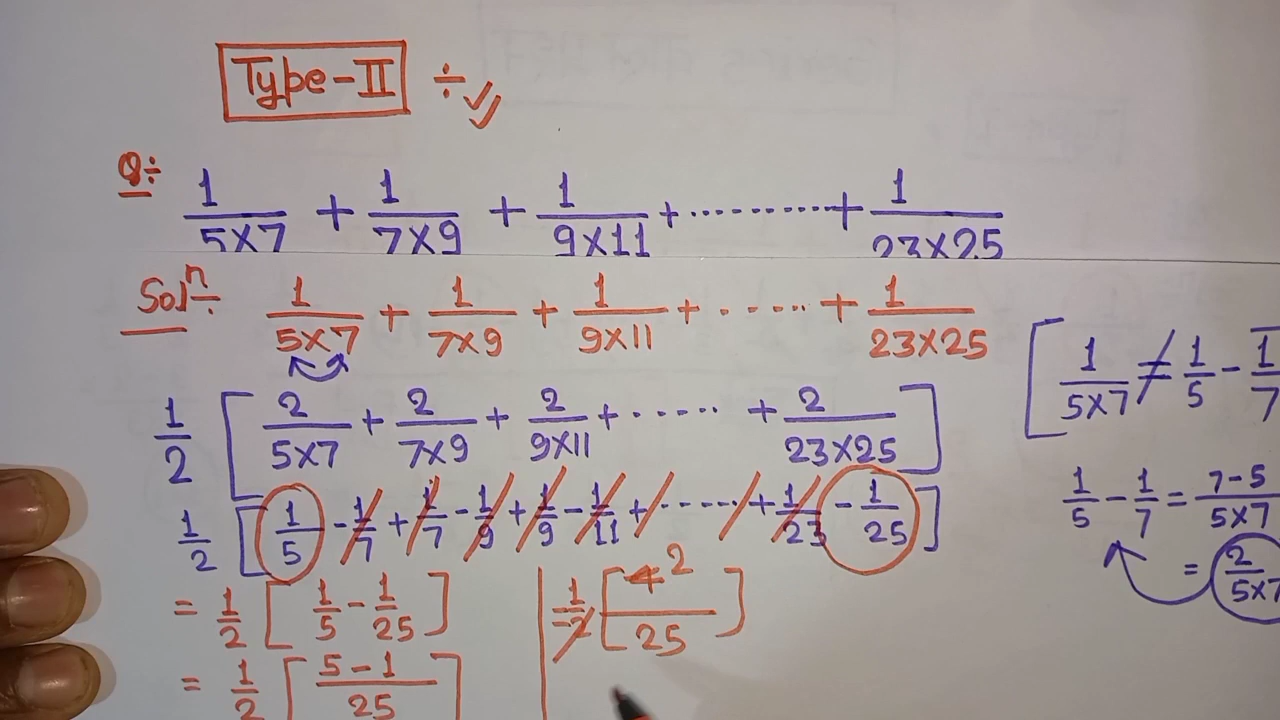 Type-II ÷ ✓✓
Q÷ 1/5×7 + 1/7×9 + 1/9×11 + ........... + 1/23×25
Solⁿ÷ 1/5×7 + 1/7×9 + 1/9×11 + ...... + 1/23×25
1/2 [ 2/5×7 + 2/7×9 + 2/9×11 + ...... + 2/23×25 ]
1/2 [ 1/5 - 1/7 + 1/7 - 1/9 + 1/9 - 1/11 + ..... + 1/23 - 1/25 ]
= 1/2 [ 1/5 - 1/25 ]
= 1/2 [ 5-1/25 ]
1/2 [ 4 2/25 ]
[ 1/5×7 ≠ 1/5 - 1/7
1/5 - 1/7 = 7-5/5×7
= 2/5×7